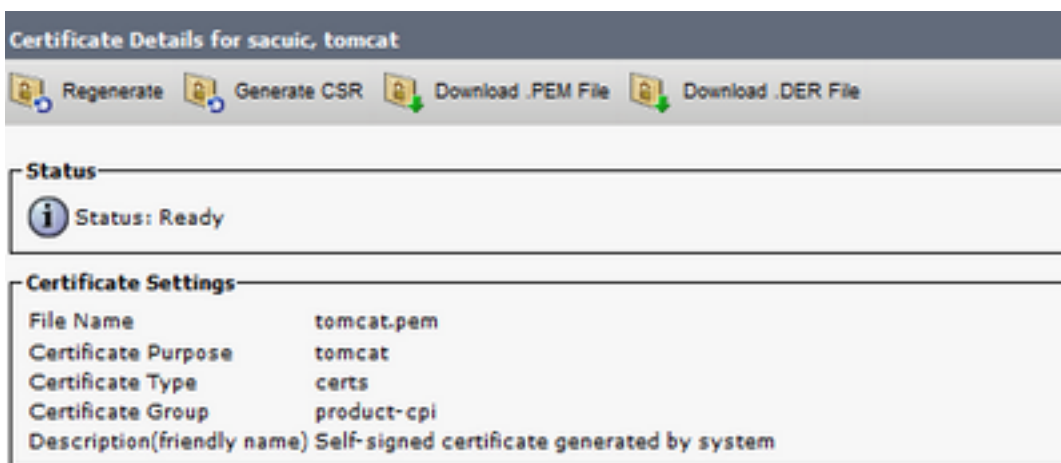 Certificate Details for sacuic, tomcat
Regenerate Generate CSR Download .PEM File Download .DER File
Status
Status: Ready
Certificate Settings
File Name tomcat.pem
Certificate Purpose tomcat
Certificate Type certs
Certificate Group product-cpi
Description(friendly name) Self-signed certificate generated by system